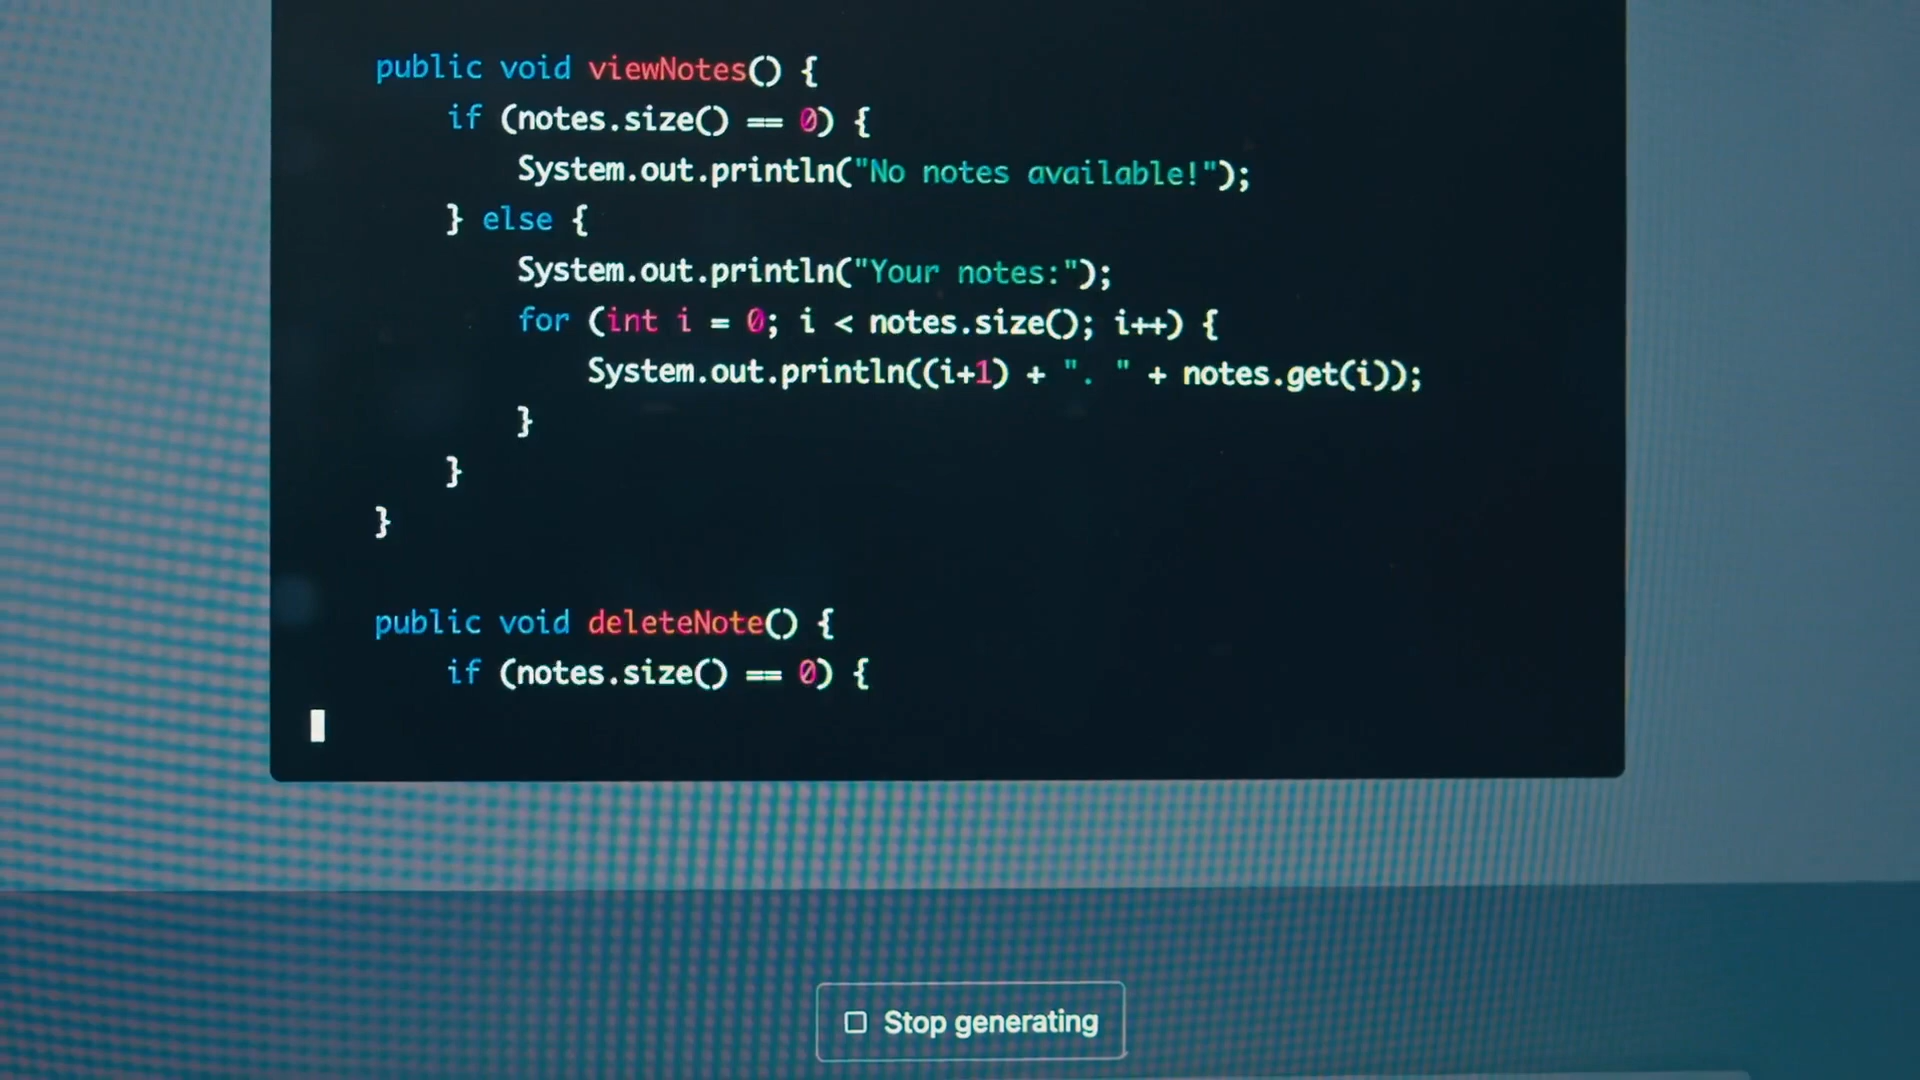 public void viewNotes() {
if (notes.size() == 0) {
System.out.println("No notes available!");
} else {
System.out.println("Your notes:");
for (int i = 0; i < notes.size(); i++) {
System.out.println((i+1) + ". " + notes.get(i));
}
}
}
public void deleteNote() {
if (notes.size() == 0) {
Stop generating